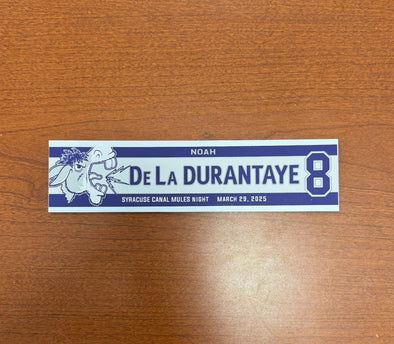 NOAH
DE LA DURANTAYE 8
SYRACUSE CANAL MULES NIGHT MARCH 29, 2025